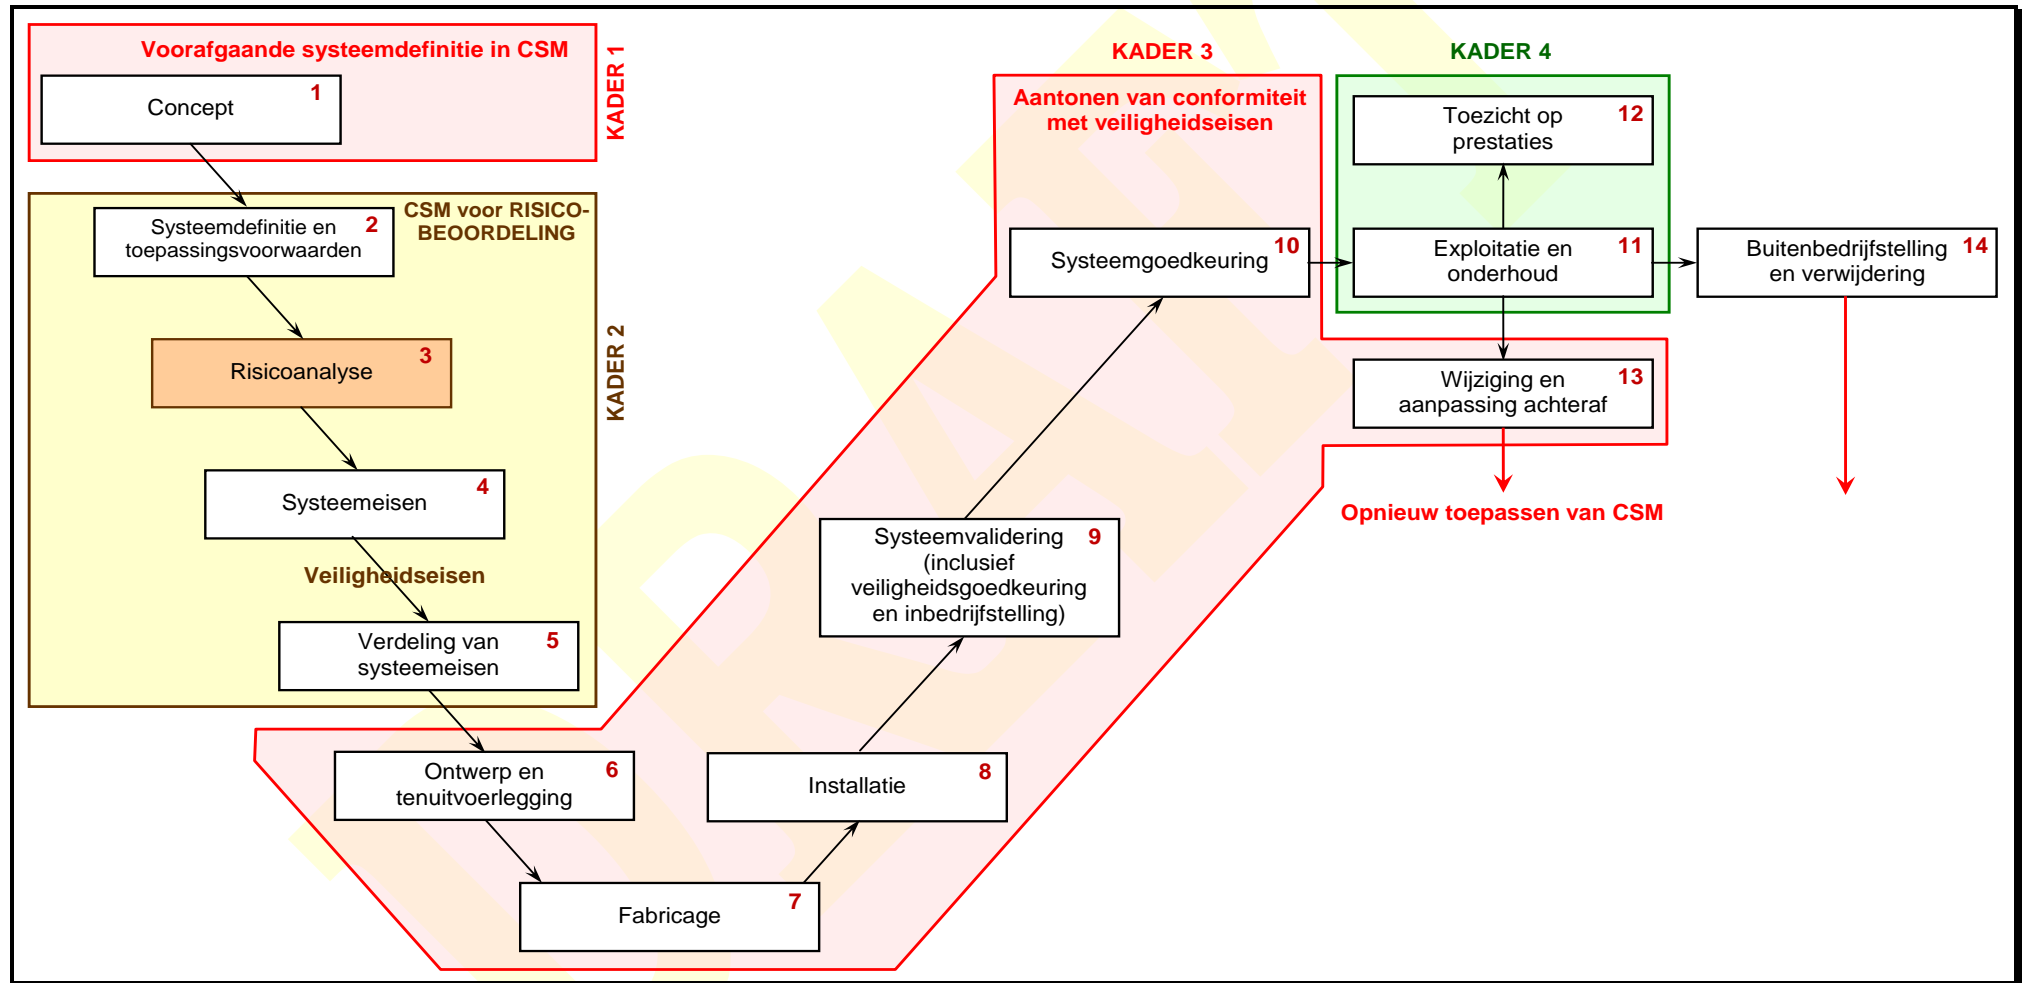 Voorafgaande systeemdefinitie in CSM
KADER 1
Concept
1
CSM voor RISICO-
BEOORDELING
KADER 2
Systeemdefinitie en
toepassingsvoorwaarden
2
Risicoanalyse
3
Systeemeisen
4
Veiligheidseisen
Verdeling van
systeemeisen
5
KADER 3
Aantonen van conformiteit
met veiligheidseisen
Ontwerp en
tenuitvoerlegging
6
Fabricage
7
Installatie
8
Systeemvalidering
(inclusief
veiligheidsgoedkeuring
en inbedrijfstelling)
9
Systeemgoedkeuring
10
KADER 4
Exploitatie en
onderhoud
11
Toezicht op
prestaties
12
Wijziging en
aanpassing achteraf
13
Buitenbedrijfstelling
en verwijdering
14
Opnieuw toepassen van CSM
DRAFT